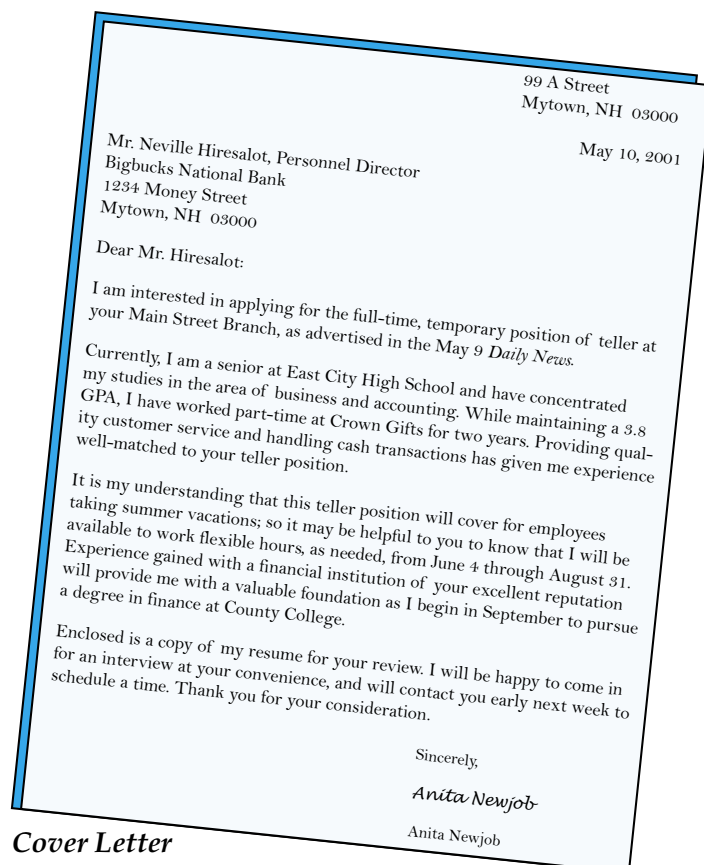 99 A Street
Mytown, NH 03000
May 10, 2001
Mr. Neville Hiresalot, Personnel Director
Bigbucks National Bank
1234 Money Street
Mytown, NH 03000
Dear Mr. Hiresalot:
I am interested in applying for the full-time, temporary position of teller at
your Main Street Branch, as advertised in the May 9 Daily News.
Currently, I am a senior at East City High School and have concentrated
my studies in the area of business and accounting. While maintaining a 3.8
GPA, I have worked part-time at Crown Gifts for two years. Providing qual-
ity customer service and handling cash transactions has given me experience
well-matched to your teller position.
It is my understanding that this teller position will cover for employees
taking summer vacations; so it may be helpful to you to know that I will be
available to work flexible hours, as needed, from June 4 through August 31.
Experience gained with a financial institution of your excellent reputation
will provide me with a valuable foundation as I begin in September to pursue
a degree in finance at County College.
Enclosed is a copy of my resume for your review. I will be happy to come in
for an interview at your convenience, and will contact you early next week to
schedule a time. Thank you for your consideration.
Sincerely,
Anita Newjob
Anita Newjob
Cover Letter